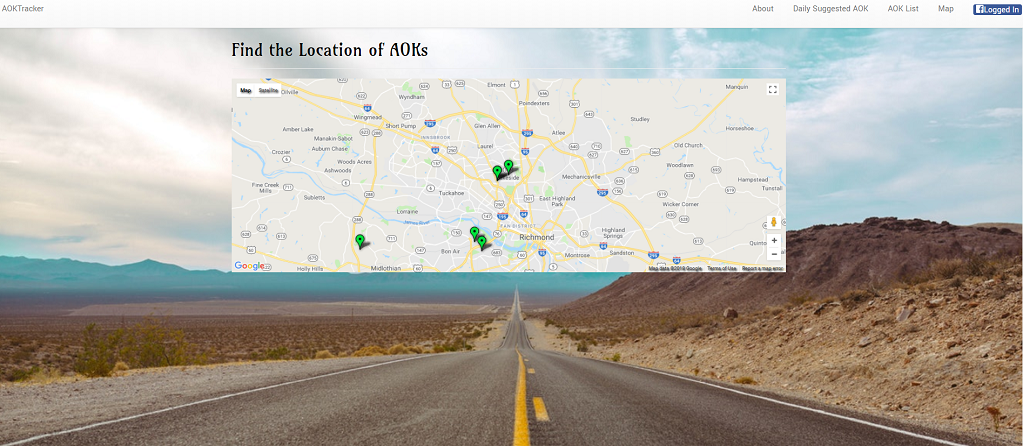 AOKTracker
About Daily Suggested AOK AOK List Map Logged In
Find the Location of AOKs
Map Satellite
Oilville
Elmont
Manquin
Wyndham
Poindexters
Wingmead
Short Pump
Glen Allen
Studley
Amber Lake
INNSBROOK
Atlee
Horseshoe
Manakin-Sabot
Laurel
Old Church
Crozier
Auburn Chase
Woods Acres
Woodlawn
Ashwoods
Mechanicsville
Hampstead
Fine Creek
Mills
Tuckahoe
Tunstall
Subletts
East Highland
Park
Wicker Corner
Lorraine
FAN DISTRICT
Highland
Springs
Richmond
Bon Air
Montrose
Sandston
Holly Hills
Midlothian
Google
Map data ©2019 Google Terms of Use Report a map error